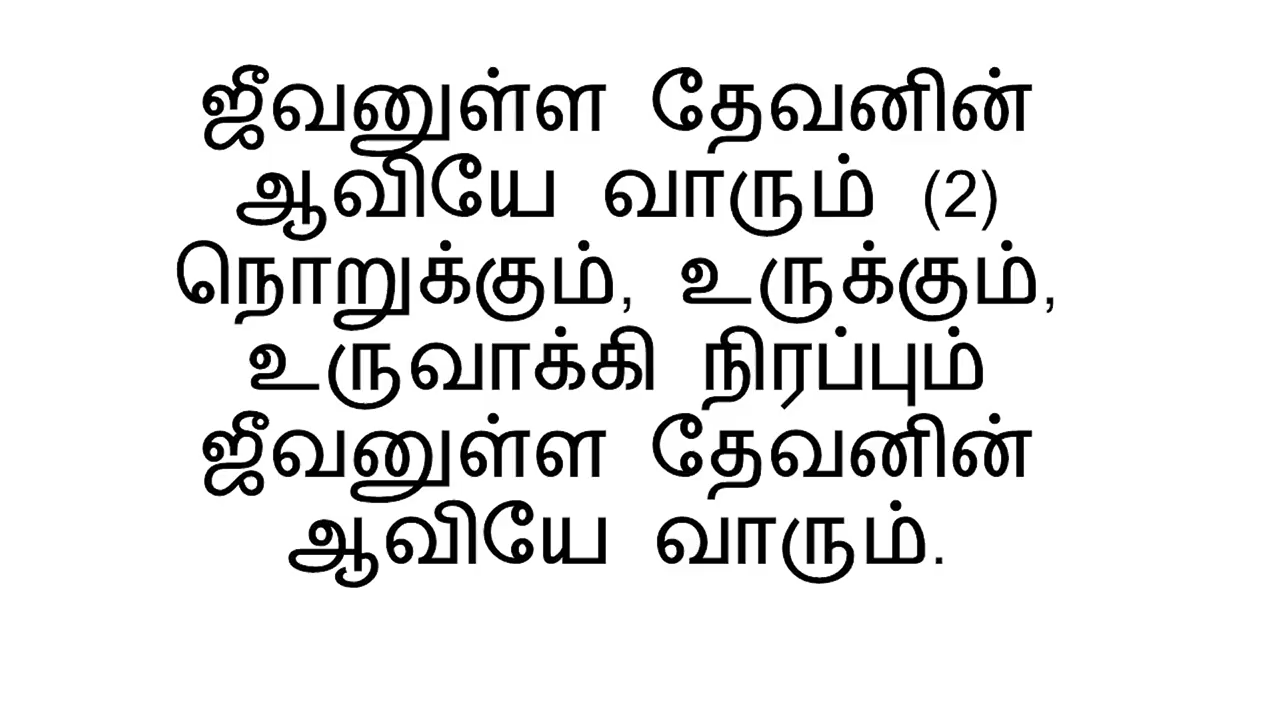 ஜீவனுள்ள தேவனின்
ஆவியே வாரும் (2)
நொறுக்கும், உருக்கும்,
உருவாக்கி நிரப்பும்
ஜீவனுள்ள தேவனின்
ஆவியே வாரும்.